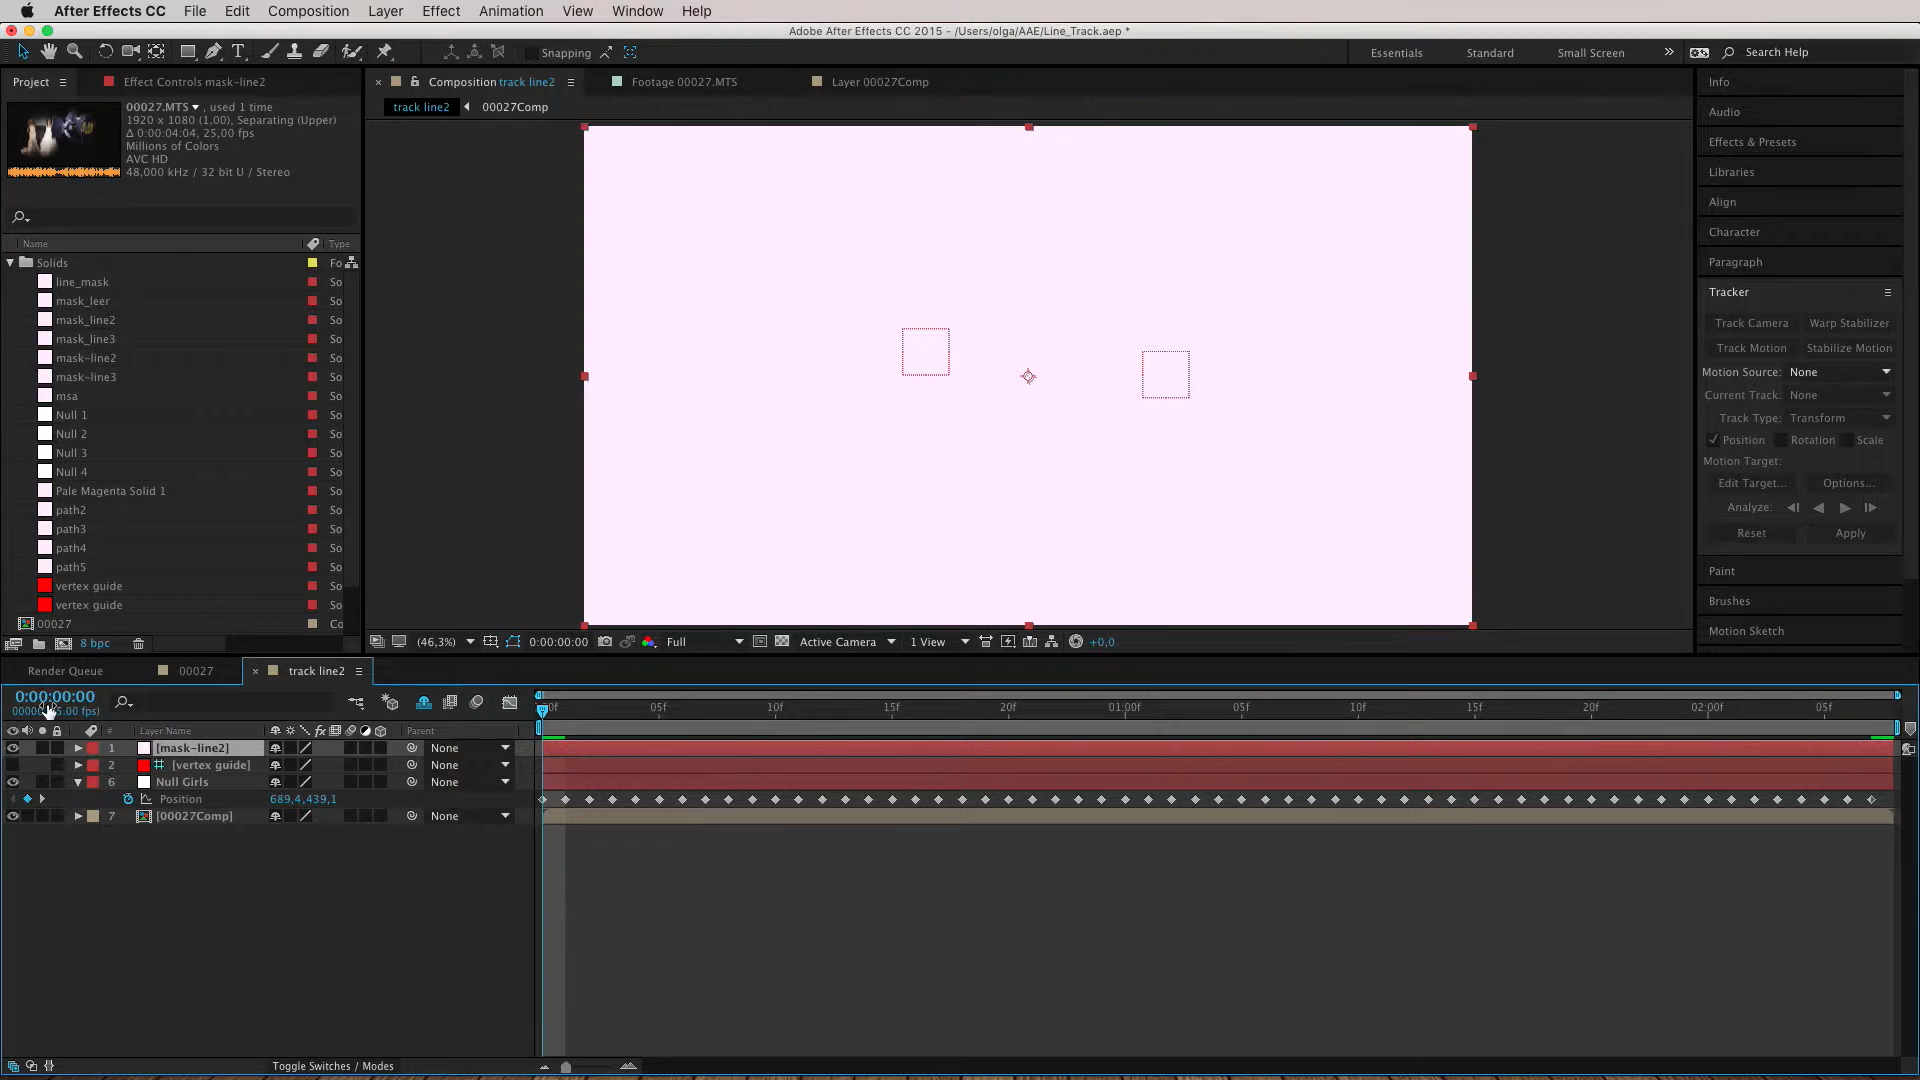 After Effects CC File Edit Composition Layer Effect Animation View Window Help
Adobe After Effects CC 2015 - /Users/olga/AAE/Line_Track.aep *
Snapping Essentials Standard Small Screen Search Help
Project Effect Controls mask-line2 Composition track line2 Footage 00027.MTS Layer 00027Comp
track line2 00027Comp
00027.MTS , used 1 time
1920 x 1080 (1,00), Separating (Upper)
Δ 0:00:04:04, 25,00 fps)
Millions of Colors
AVC HD
48,000 kHz / 32 bit U / Stereo
Name Type
Solids Fo
line_mask So
mask_leer So
mask_line2 So
mask_line3 So
mask-line2 So
mask-line3 So
msa So
Null 1 So
Null 2 So
Null 3 So
Null 4 So
Pale Magenta Solid 1 So
path2 So
path3 So
path4 So
path5 So
vertex guide So
vertex guide So
00027 Co
8 bpc
(46,3%) 0:00:00:00 Full Active Camera 1 View +0,0
Info
Audio
Effects & Presets
Libraries
Align
Character
Paragraph
Tracker
Track Camera Warp Stabilizer
Track Motion Stabilize Motion
Motion Source: None
Current Track: None
Track Type: Transform
Position Rotation Scale
Motion Target:
Edit Target... Options...
Analyze:
Reset Apply
Paint
Brushes
Motion Sketch
Render Queue 00027 track line2
0:00:00:00
05f 10f 15f 20f 01:00f 05f 10f 15f 20f 02:00f 05f
# Layer Name fx Parent
1 [mask-line2] None
2 [vertex guide] None
6 Null Girls None
Position 689,4,439,1
7 [00027Comp] None
Toggle Switches / Modes